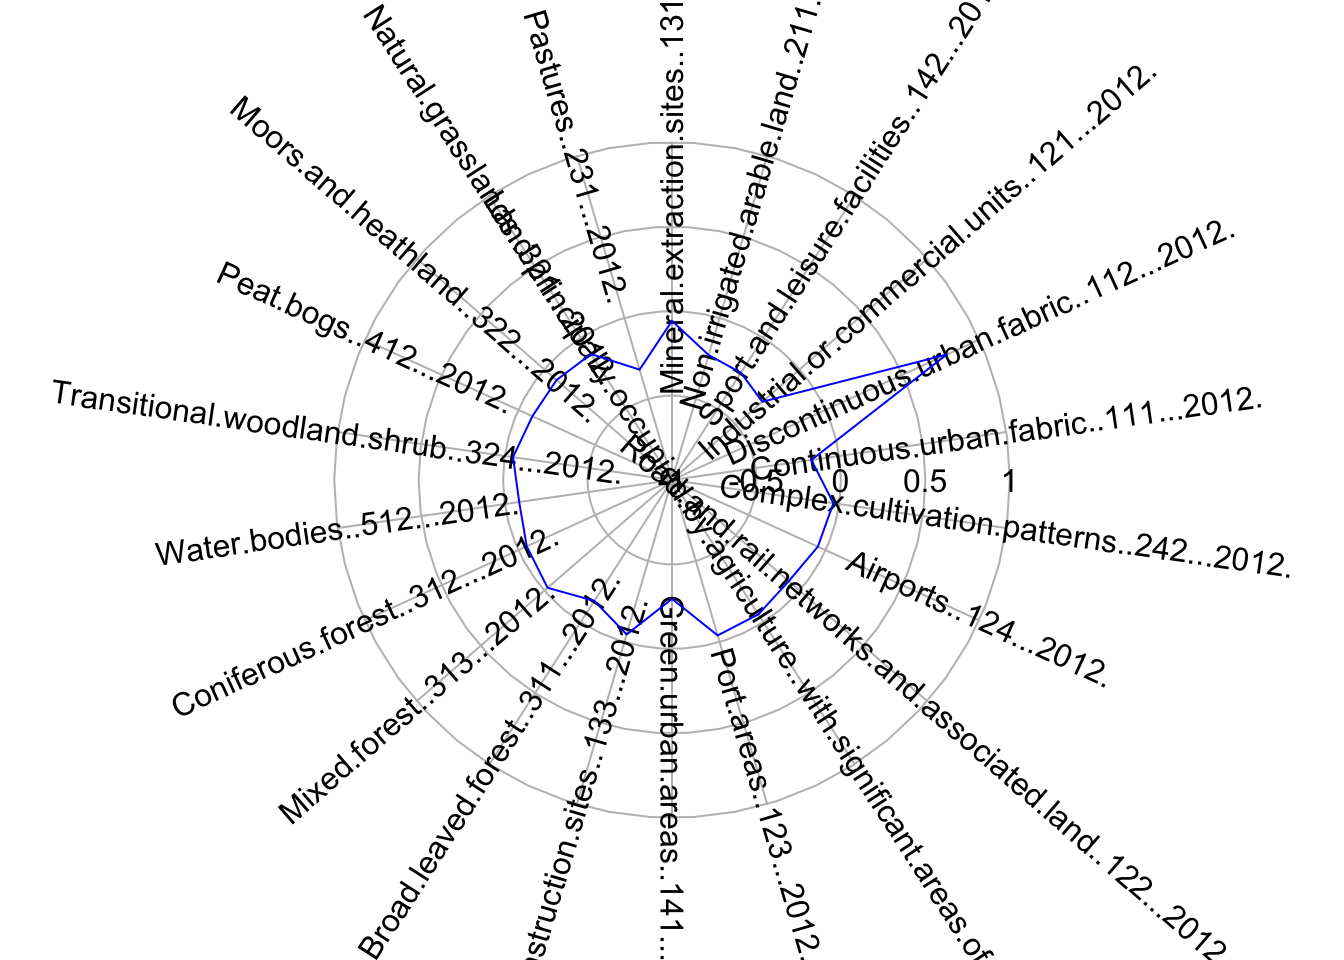 Mineral.extraction.sites..131
Non.irrigated.arable.land..211.
Sport.and.leisure.facilities..142...201
Industrial.or.commercial.units..121...2012.
Discontinuous.urban.fabric..112...2012.
Continuous.urban.fabric..111...2012.
-0.5 0 0.5 1
Complex.cultivation.patterns..242...2012.
Airports..124...2012.
Road.and.rail.networks.and.associated.land..122...2012
Land.principally.occupied.by.agriculture..with.significant.areas.of
Port.areas..123...2012.
Green.urban.areas..141...
nstruction.sites..133...2012.
Broad.leaved.forest..311...2012.
Mixed.forest..313...2012.
Coniferous.forest..312...2012.
Water.bodies..512...2012.
Transitional.woodland.shrub..324...2012.
Peat.bogs..412...2012.
Moors.and.heathland..322...2012.
Natural.grasslands..321...2012.
Pastures..231...2012.